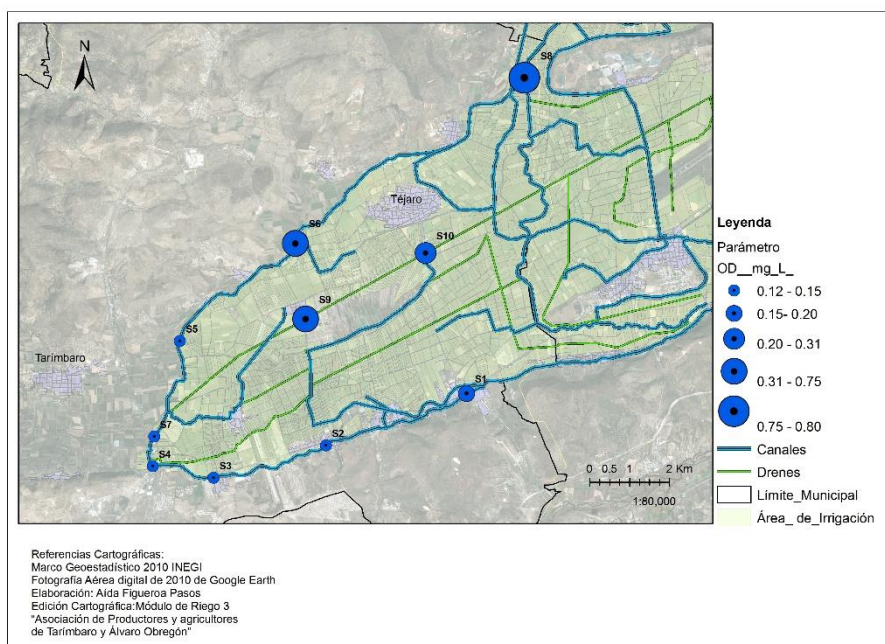 N
S8
Téjaro
S6
S10
S9
S5
Tarímbaro
S1
S7
S2
S4
S3
0 0.5 1 2 Km
1:80,000
Leyenda
Parámetro
OD__mg_L_
0.12 - 0.15
0.15- 0.20
0.20 - 0.31
0.31 - 0.75
0.75 - 0.80
Canales
Drenes
Límite_Municipal
Área_ de_Irrigación
Referencias Cartográficas:
Marco Geoestadístico 2010 INEGI
Fotografía Aérea digital de 2010 de Google Earth
Elaboración: Aída Figueroa Pasos
Edición Cartográfica:Módulo de Riego 3
"Asociación de Productores y agricultores
de Tarímbaro y Álvaro Obregón"